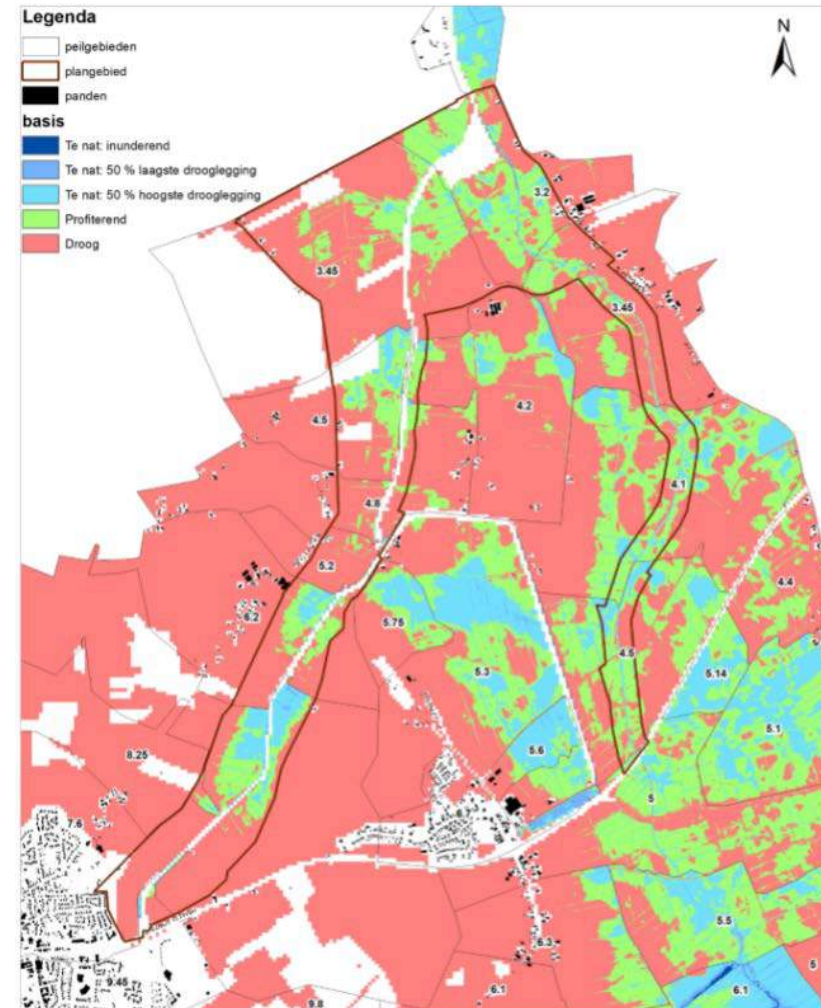 Legenda
peilgebieden
plangebied
panden
basis
Te nat: inunderend
Te nat: 50 % laagste drooglegging
Te nat: 50 % hoogste drooglegging
Profiterend
Droog
N
3.2
3.45
3.45
4.2
4.5
4.1
4.8
5.2
4.4
6.2
5.75
4.5
5.3
5.14
5.1
5.6
8.25
5
7.6
5.5
6.3
5
9.45
6.1
6.1
9.8